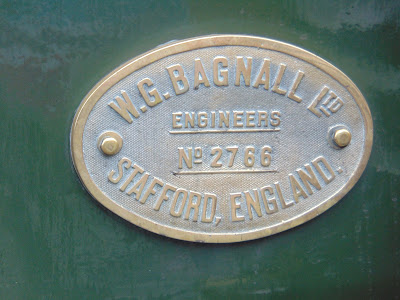 W.G. BAGNALL LTD
ENGINEERS
No 2766
STAFFORD, ENGLAND.